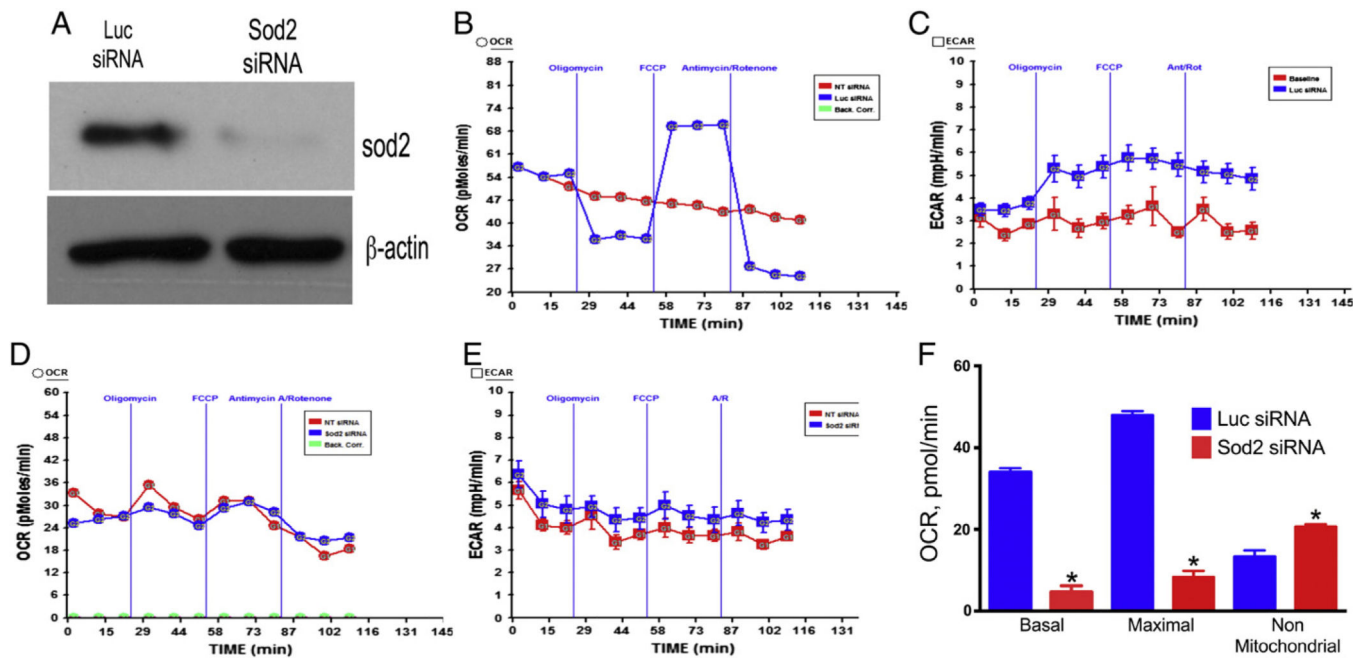 A
Luc
siRNA
Sod2
siRNA
sod2
β-actin
B
OCR
Oligomycin
FCCP
Antimycin/Rotenone
NT siRNA
Luc siRNA
Back. Corr.
OCR (pMoles/min)
88
81
74
68
61
54
47
40
34
27
20
0
15
29
44
58
73
87
102
116
131
145
TIME (min)
C
ECAR
Oligomycin
FCCP
Ant/Rot
Baseline
Luc siRNA
ECAR (mpH/min)
10
9
8
7
6
5
4
3
2
1
0
0
15
29
44
58
73
87
102
116
131
145
TIME (min)
D
OCR
Oligomycin
FCCP
Antimycin A/Rotenone
NT siRNA
Sod2 siRNA
Back. Corr.
OCR (pMoles/min)
60
54
48
42
36
30
24
18
12
6
0
0
15
29
44
58
73
87
102
116
131
145
TIME (min)
E
ECAR
Oligomycin
FCCP
A/R
NT siRNA
Sod2 siRN
ECAR (mpH/min)
10
9
8
7
6
5
4
3
2
1
0
0
15
29
44
58
73
87
102
116
131
145
TIME (min)
F
OCR, pmol/min
60
40
20
0
Luc siRNA
Sod2 siRNA
*
*
*
Basal
Maximal
Non
Mitochondrial